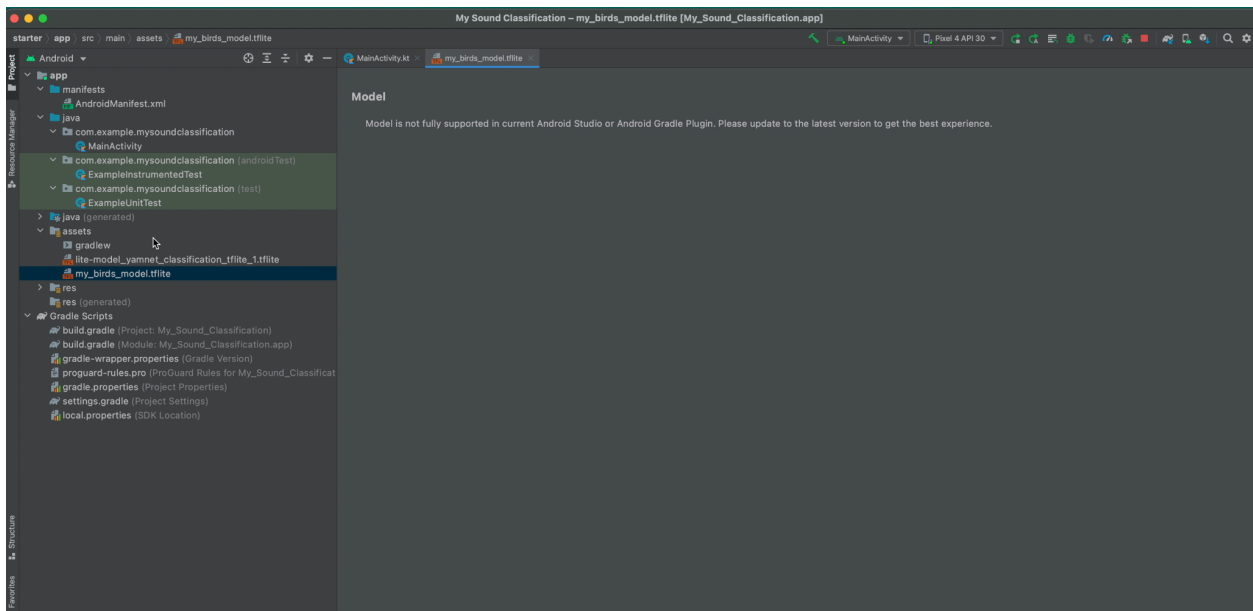 My Sound Classification – my_birds_model.tflite [My_Sound_Classification.app]
starter app src main assets my_birds_model.tflite
MainActivity
Pixel 4 API 30
Project
Resource Manager
Structure
Favorites
Android
app
manifests
AndroidManifest.xml
java
com.example.mysoundclassification
MainActivity
com.example.mysoundclassification (androidTest)
ExampleInstrumentedTest
com.example.mysoundclassification (test)
ExampleUnitTest
java (generated)
assets
gradlew
lite-model_yamnet_classification_tflite_1.tflite
my_birds_model.tflite
res
res (generated)
Gradle Scripts
build.gradle (Project: My_Sound_Classification)
build.gradle (Module: My_Sound_Classification.app)
gradle-wrapper.properties (Gradle Version)
proguard-rules.pro (ProGuard Rules for My_Sound_Classificat
gradle.properties (Project Properties)
settings.gradle (Project Settings)
local.properties (SDK Location)
MainActivity.kt
my_birds_model.tflite
Model
Model is not fully supported in current Android Studio or Android Gradle Plugin. Please update to the latest version to get the best experience.